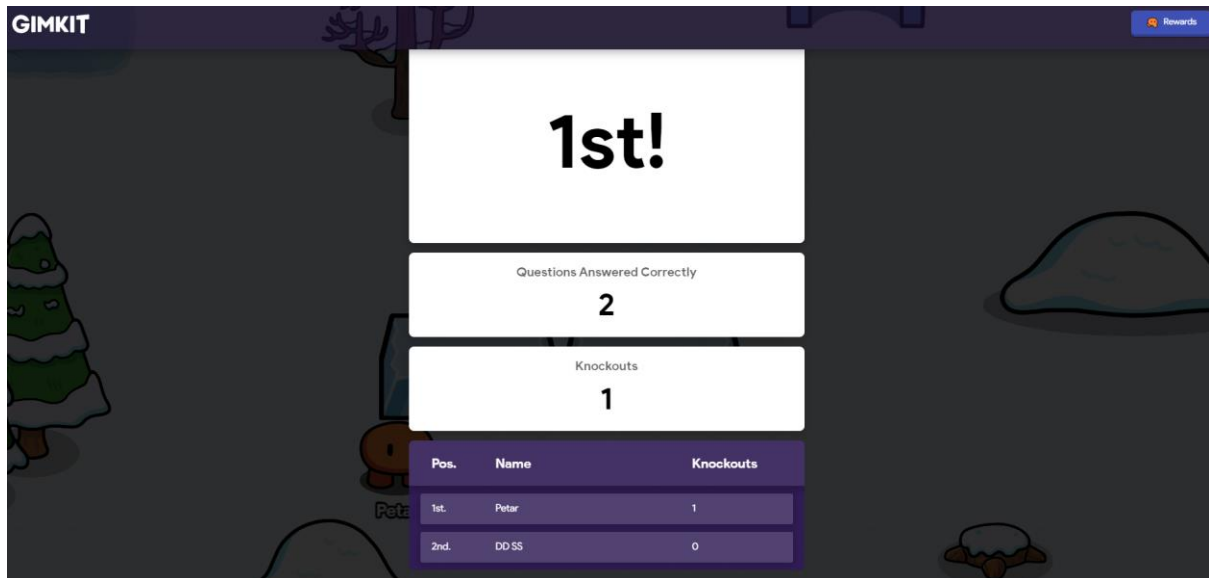 GIMKIT
Rewards
1st!
Questions Answered Correctly
2
Knockouts
1
Pos. Name Knockouts
1st. Petar 1
Peta
2nd. DD SS 0